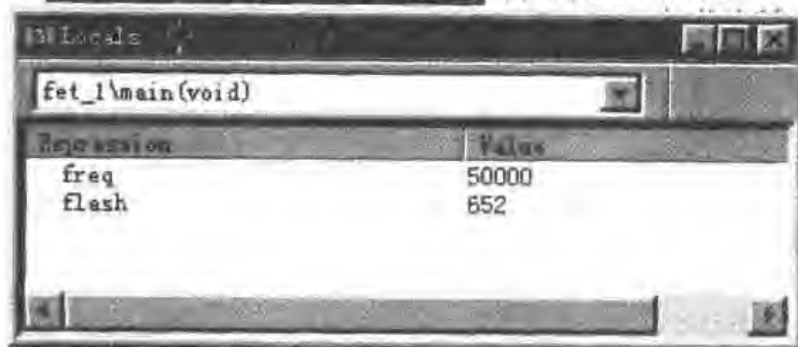 Locals
fet_1\main(void)
Expression Value
freq 50000
flash 652